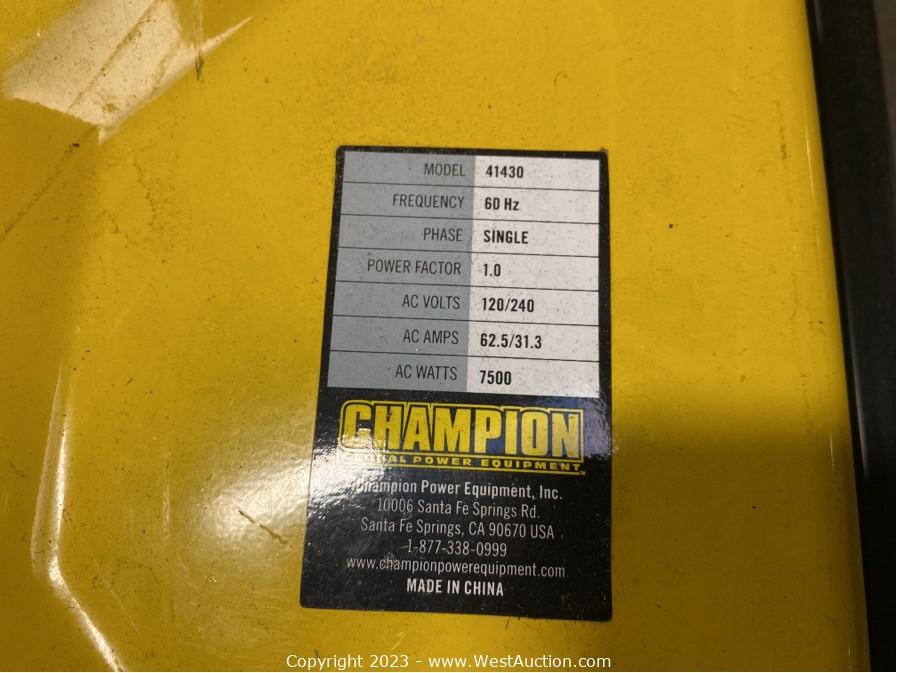 MODEL 41430
FREQUENCY 60 Hz
PHASE SINGLE
POWER FACTOR 1.0
AC VOLTS 120/240
AC AMPS 62.5/31.3
AC WATTS 7500
CHAMPION
POWER EQUIPMENT
Champion Power Equipment, Inc.
10006 Santa Fe Springs Rd.
Santa Fe Springs, CA 90670 USA
1-877-338-0999
www.championpowerequipment.com
MADE IN CHINA
Copyright 2023 - www.WestAuction.com